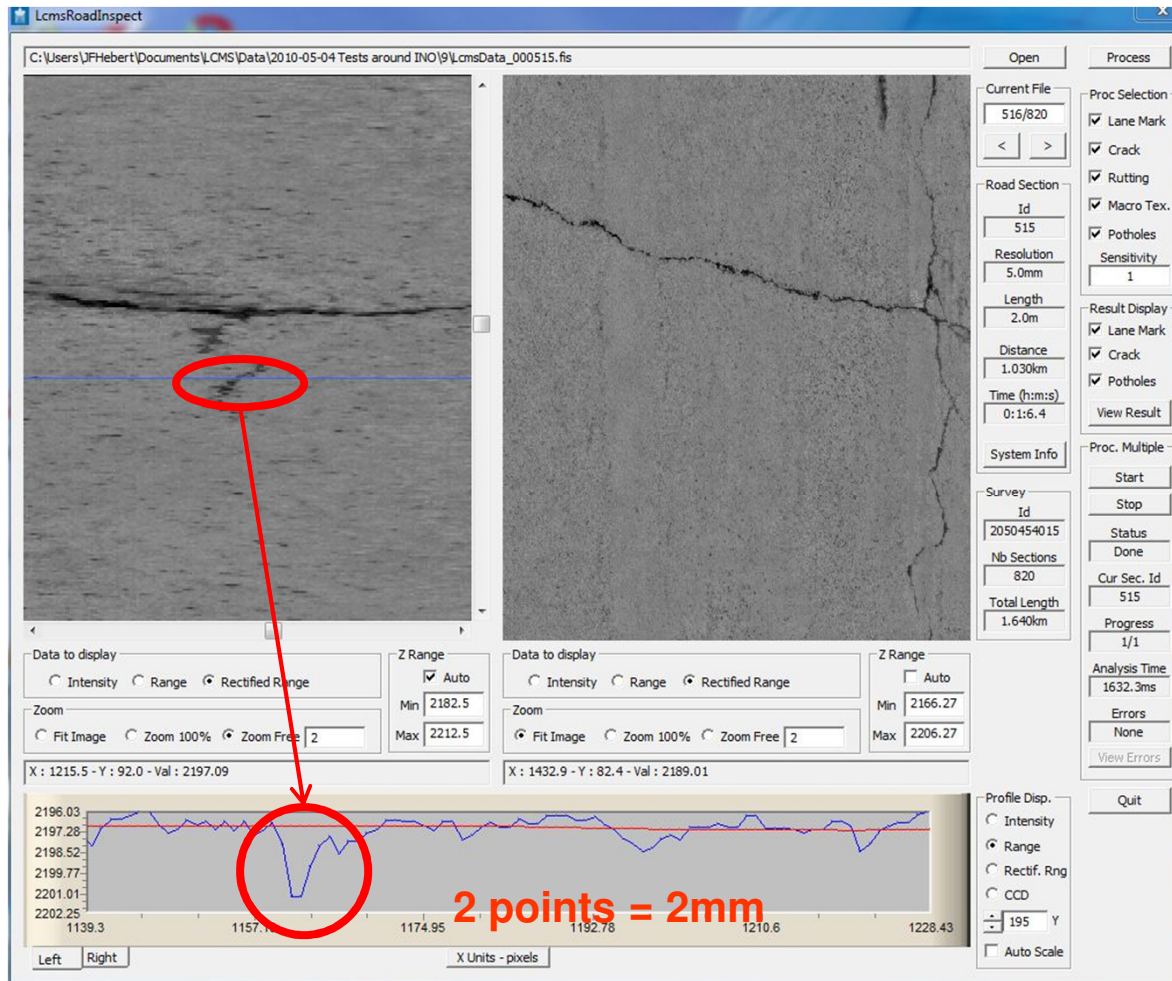 LcmsRoadInspect
C:\Users\JFHebert\Documents\LCMS\Data\2010-05-04 Tests around INO\9\LcmsData_000515.fis
Open
Process
Current File
516/820
<
>
Road Section
Id
515
Resolution
5.0mm
Length
2.0m
Distance
1.030km
Time (h:m:s)
0:1:6.4
System Info
Survey
Id
2050454015
Nb Sections
820
Total Length
1.640km
Proc Selection
Lane Mark
Crack
Rutting
Macro Tex.
Potholes
Sensitivity
1
Result Display
Lane Mark
Crack
Potholes
View Result
Proc. Multiple
Start
Stop
Status
Done
Cur Sec. Id
515
Progress
1/1
Analysis Time
1632.3ms
Errors
None
View Errors
Quit
Data to display
Intensity Range Rectified Range
Zoom
Fit Image Zoom 100% Zoom Free 2
Z Range
Auto
Min 2182.5
Max 2212.5
X : 1215.5 - Y : 92.0 - Val : 2197.09
Data to display
Intensity Range Rectified Range
Zoom
Fit Image Zoom 100% Zoom Free 2
Z Range
Auto
Min 2166.27
Max 2206.27
X : 1432.9 - Y : 82.4 - Val : 2189.01
2196.03
2197.28
2198.52
2199.77
2201.01
2202.25
2 points = 2mm
1139.3 1174.95 1192.78 1210.6 1228.43
Left Right
X Units - pixels
Profile Disp.
Intensity
Range
Rectif. Rng
CCD
195 Y
Auto Scale